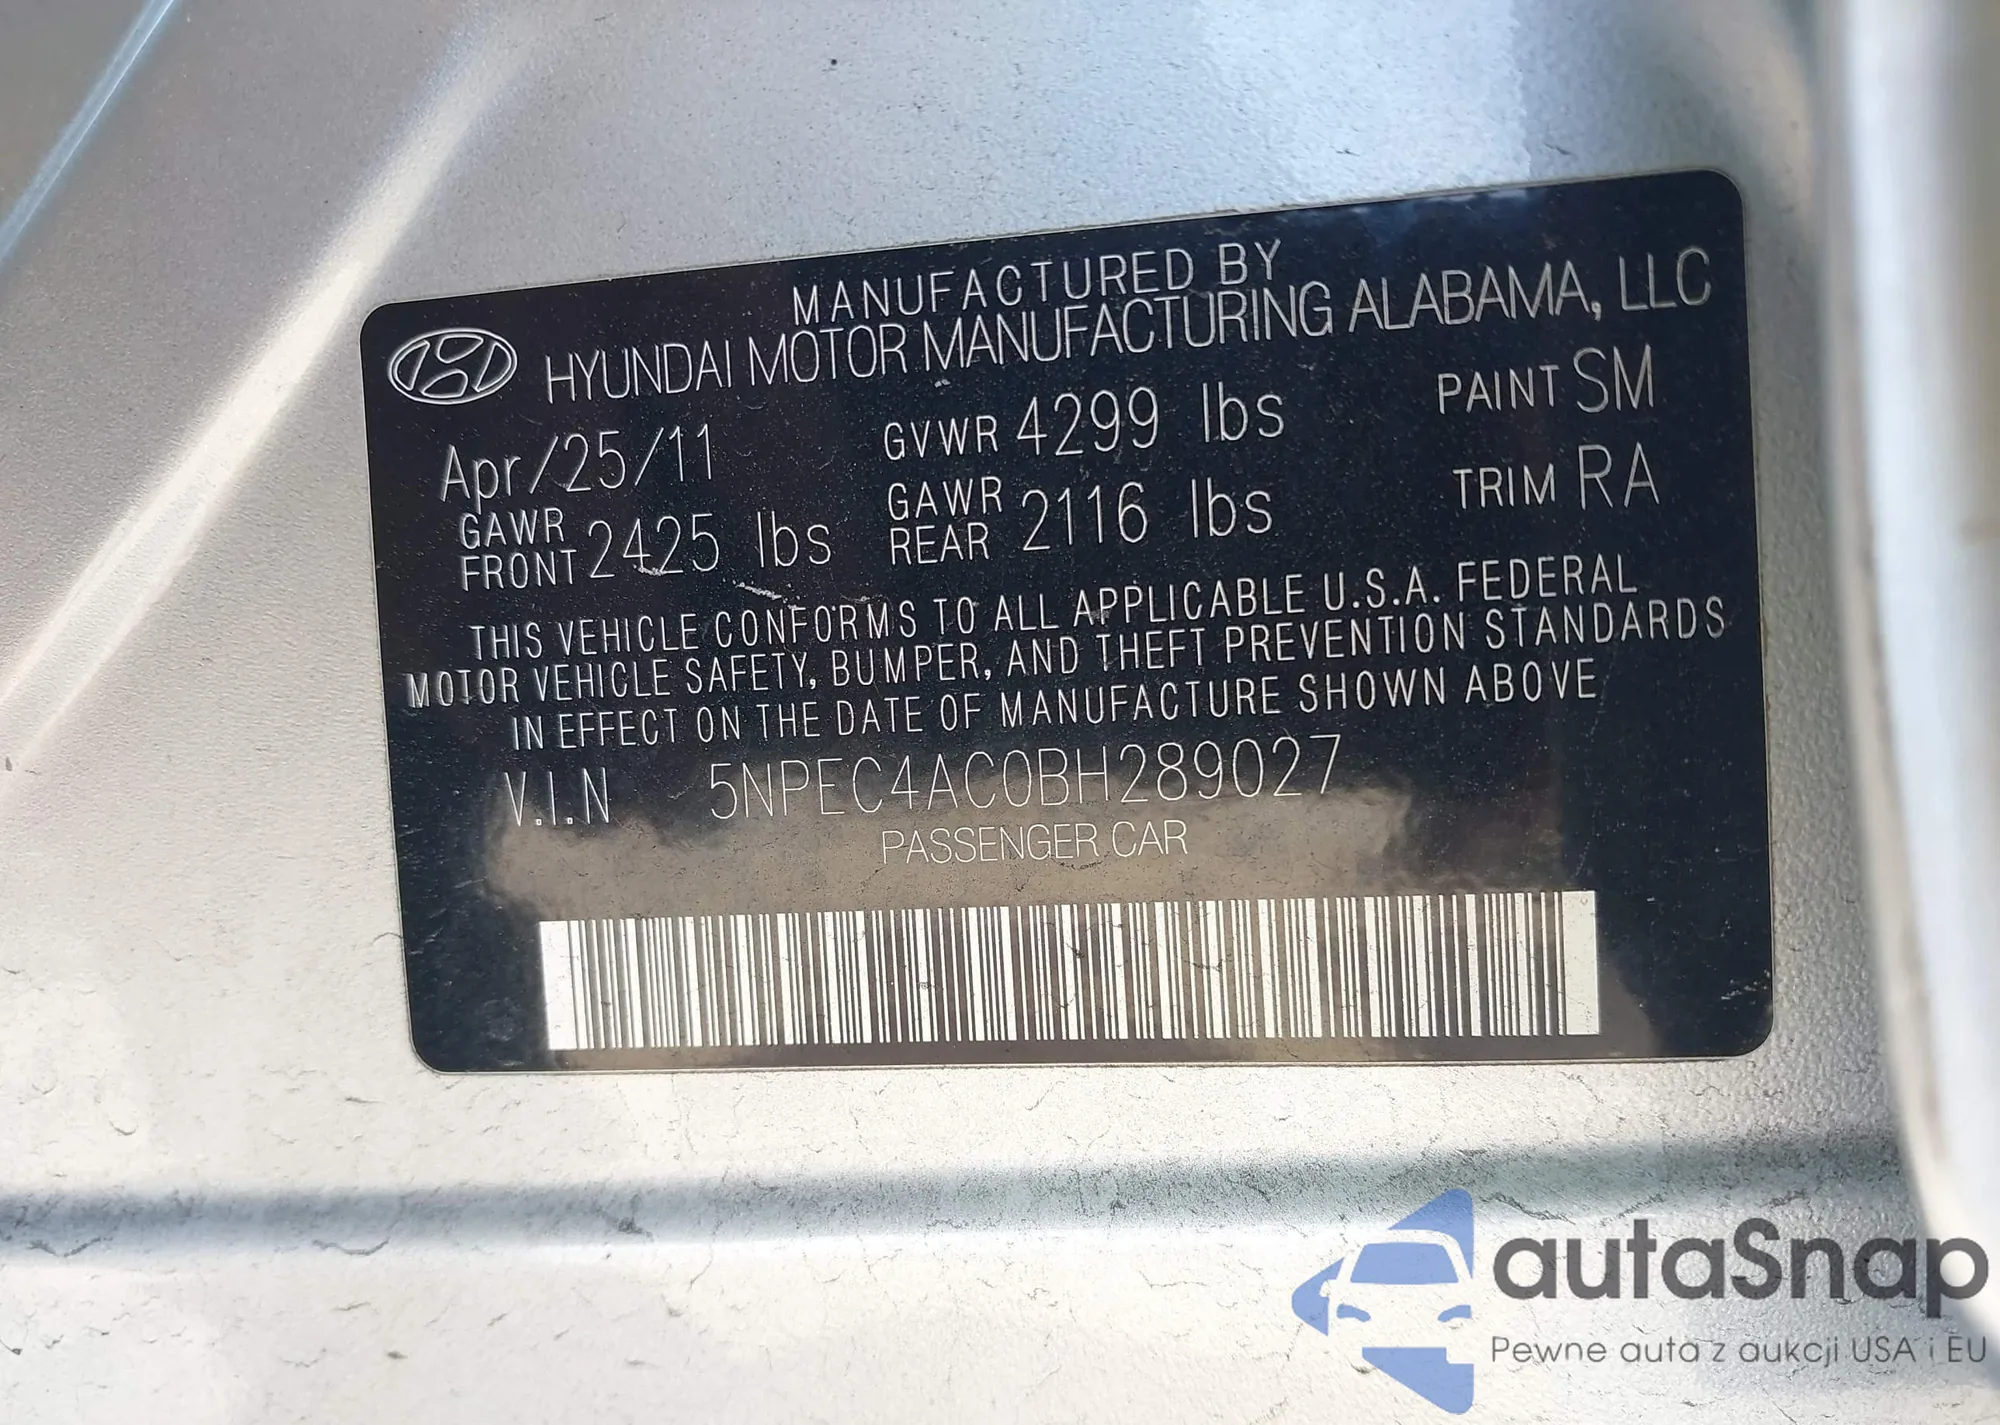 MANUFACTURED BY
HYUNDAI MOTOR MANUFACTURING ALABAMA, LLC
Apr/25/11 GVWR 4299 lbs PAINT SM
GAWR FRONT 2425 lbs GAWR REAR 2116 lbs TRIM RA
THIS VEHICLE CONFORMS TO ALL APPLICABLE U.S.A. FEDERAL
MOTOR VEHICLE SAFETY, BUMPER, AND THEFT PREVENTION STANDARDS
IN EFFECT ON THE DATE OF MANUFACTURE SHOWN ABOVE
V.I.N 5NPEC4AC0BH289027
PASSENGER CAR
autaSnap
Pewne auta z aukcji USA i EU